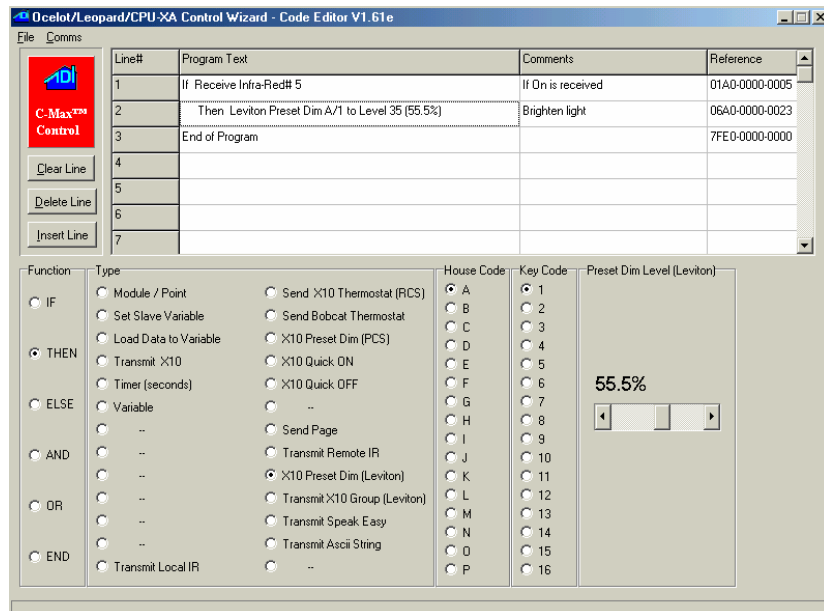 Ocelot/Leopard/CPU-XA Control Wizard - Code Editor V1.61e
File Comms
ADI
C-Max™
Control
Clear Line
Delete Line
Insert Line
Line# Program Text Comments Reference
1 If Receive Infra-Red# 5 If On is received 01A0-0000-0005
2 Then Leviton Preset Dim A/1 to Level 35 (55.5%) Brighten light 06A0-0000-0023
3 End of Program 7FE0-0000-0000
4
5
6
7
Function
IF
THEN
ELSE
AND
OR
END
Type
Module / Point
Set Slave Variable
Load Data to Variable
Transmit X10
Timer (seconds)
Variable
--
--
--
--
--
--
Transmit Local IR
Send X10 Thermostat (RCS)
Send Bobcat Thermostat
X10 Preset Dim (PCS)
X10 Quick ON
X10 Quick OFF
--
Send Page
Transmit Remote IR
X10 Preset Dim (Leviton)
Transmit X10 Group (Leviton)
Transmit Speak Easy
Transmit Ascii String
--
House Code
A
B
C
D
E
F
G
H
I
J
K
L
M
N
O
P
Key Code
1
2
3
4
5
6
7
8
9
10
11
12
13
14
15
16
Preset Dim Level (Leviton)
55.5%